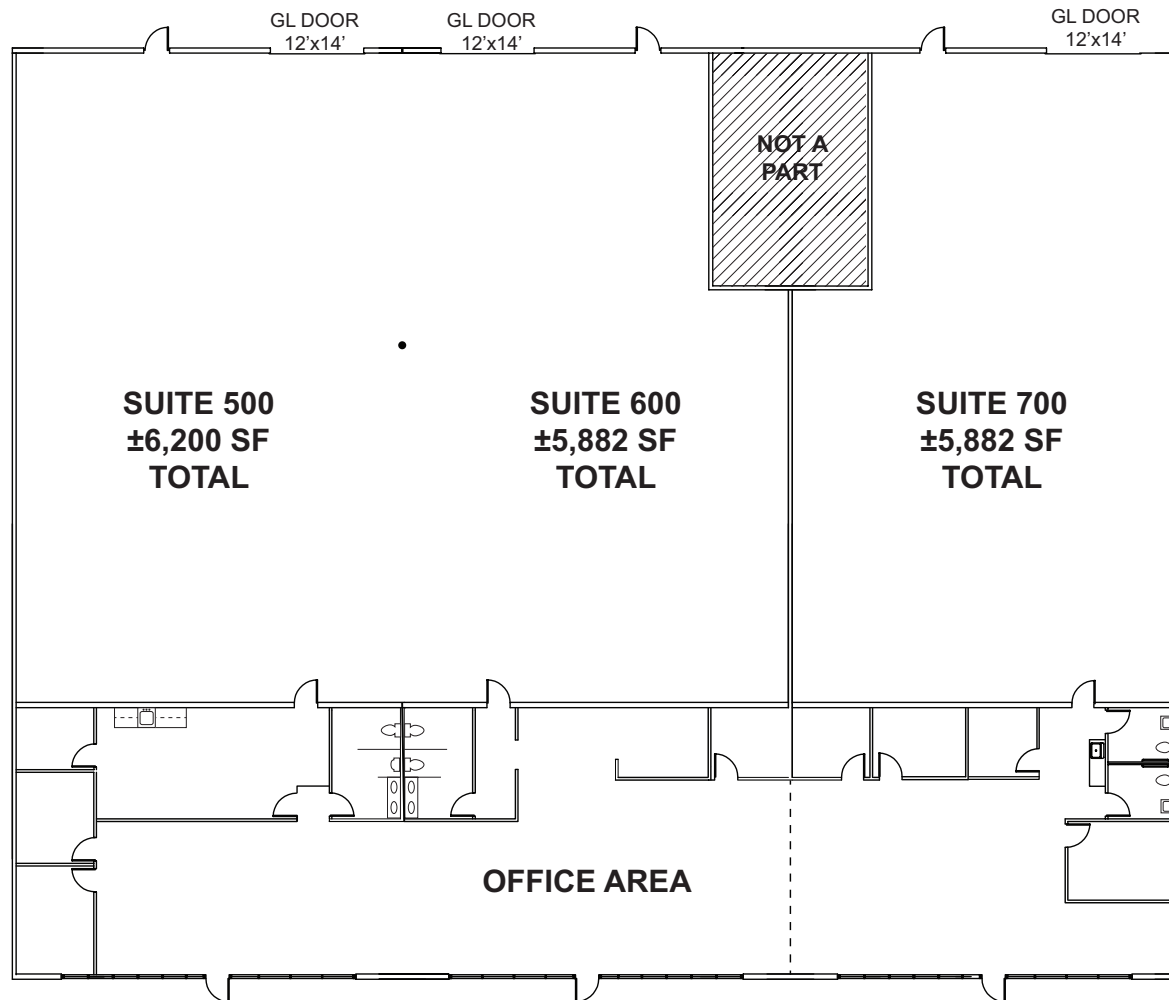 GL DOOR
12’x14’
GL DOOR
12’x14’
GL DOOR
12’x14’
NOT A
PART
SUITE 500
±6,200 SF
TOTAL
SUITE 600
±5,882 SF
TOTAL
SUITE 700
±5,882 SF
TOTAL
OFFICE AREA